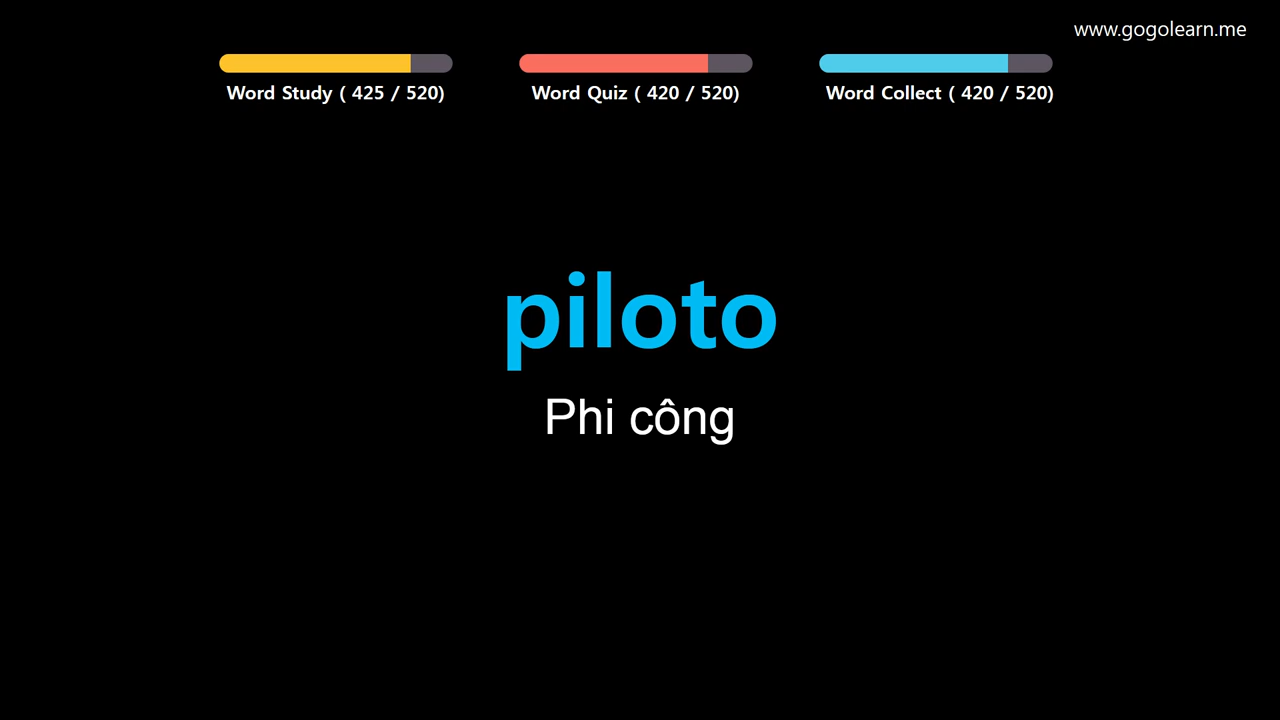 www.gogolearn.me
Word Study ( 425 / 520)
Word Quiz ( 420 / 520)
Word Collect ( 420 / 520)
piloto
Phi công